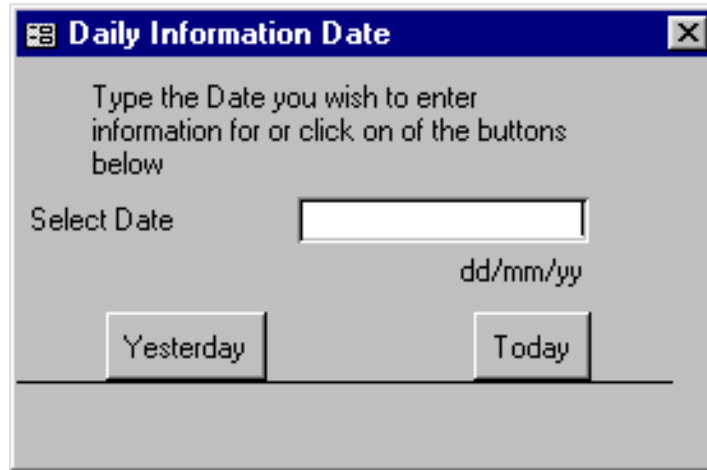 Daily Information Date
Type the Date you wish to enter
information for or click on of the buttons
below
Select Date
dd/mm/yy
Yesterday Today